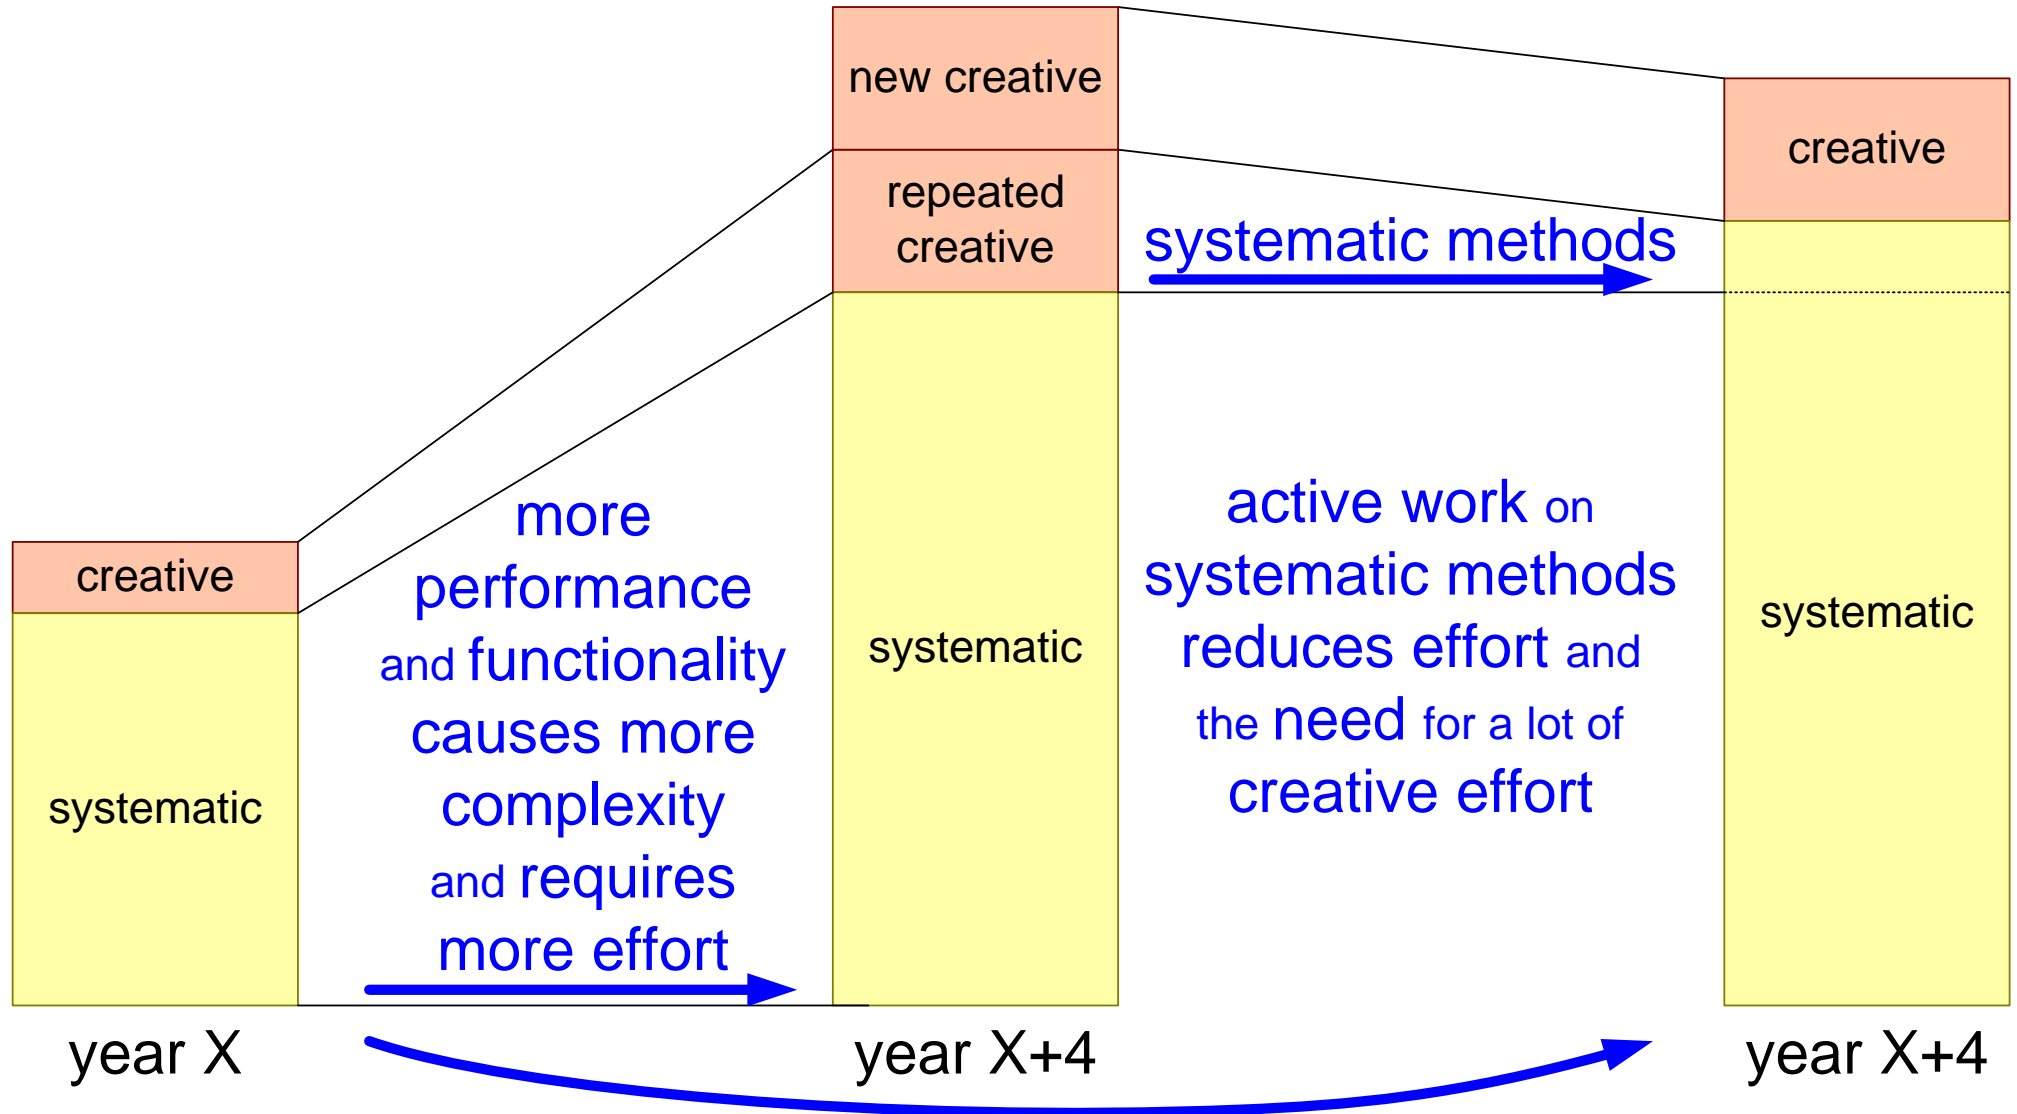 creative
systematic
year X
more
performance
and functionality
causes more
complexity
and requires
more effort
new creative
repeated
creative
systematic
year X+4
systematic methods
active work on
systematic methods
reduces effort and
the need for a lot of
creative effort
creative
systematic
year X+4